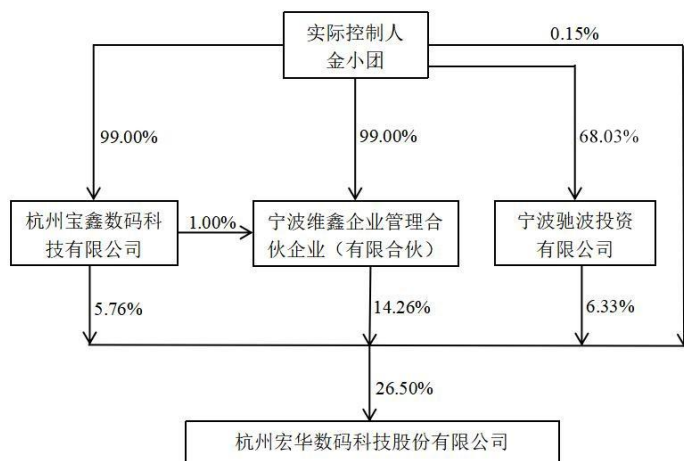 实际控制人
金小团
0.15%
99.00%
99.00%
68.03%
杭州宝鑫数码科
技有限公司
1.00%
宁波维鑫企业管理合
伙企业（有限合伙）
宁波驰波投资
有限公司
5.76%
14.26%
6.33%
26.50%
杭州宏华数码科技股份有限公司